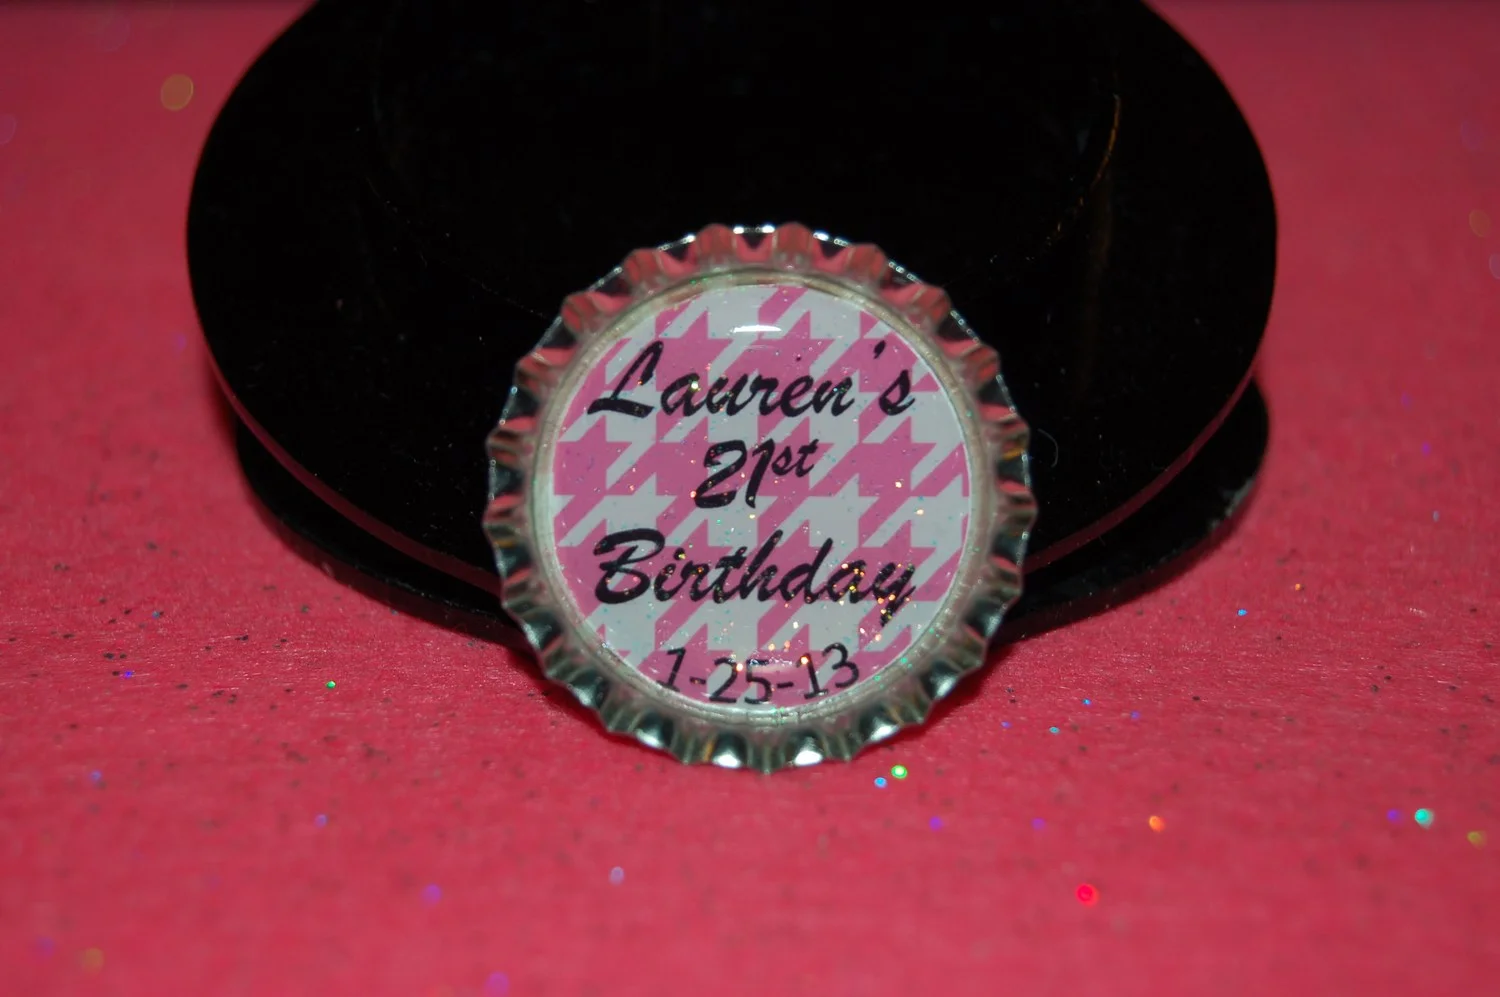 Lauren's
21st
Birthday
1-25-13